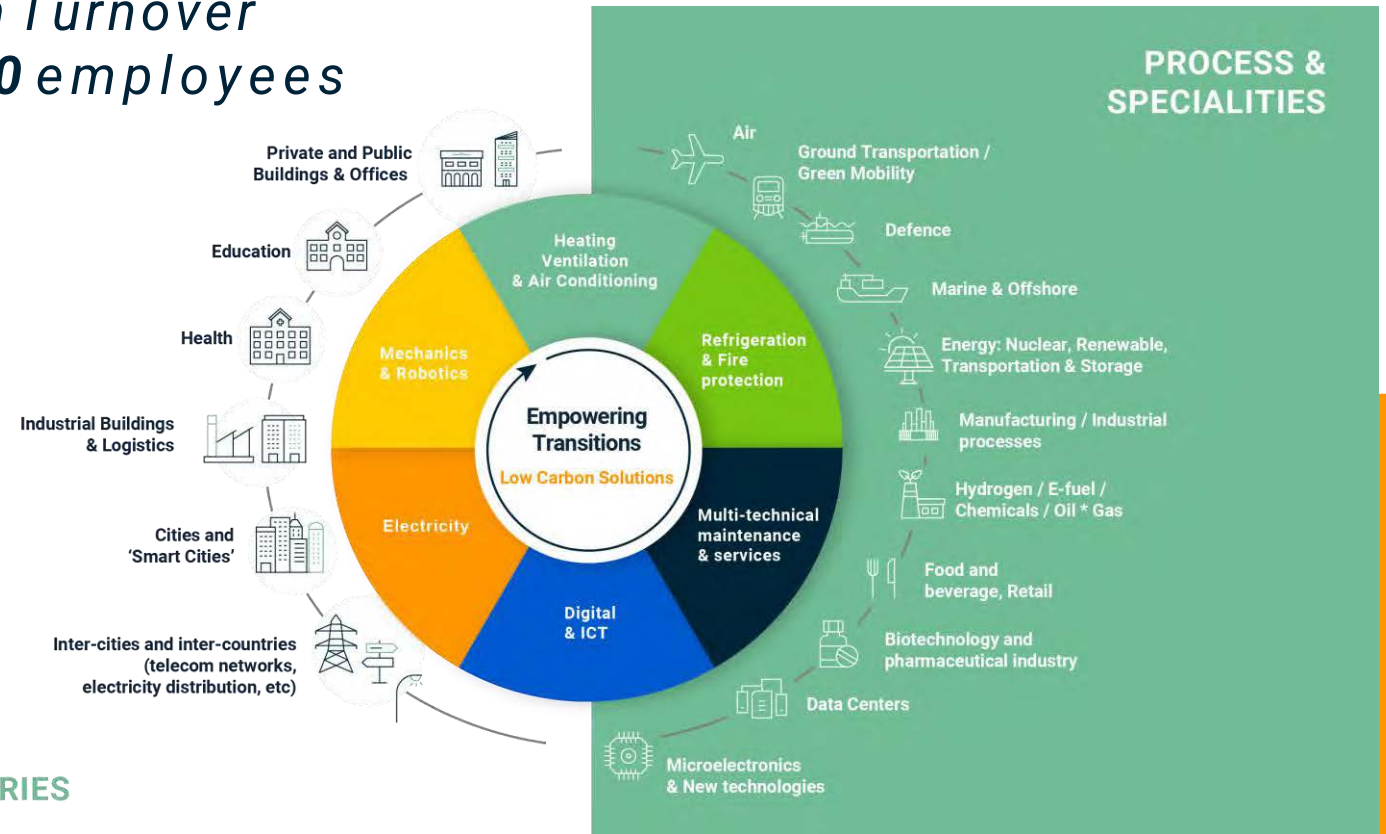 Turnover
0 employees
PROCESS &
SPECIALITIES
Private and Public
Buildings & Offices
Education
Health
Industrial Buildings
& Logistics
Cities and
‘Smart Cities’
Inter-cities and inter-countries
(telecom networks,
electricity distribution, etc)
Heating
Ventilation
& Air Conditioning
Refrigeration
& Fire
protection
Multi-technical
maintenance
& services
Digital
& ICT
Electricity
Mechanics
& Robotics
Empowering
Transitions
Low Carbon Solutions
Air
Ground Transportation /
Green Mobility
Defence
Marine & Offshore
Energy: Nuclear, Renewable,
Transportation & Storage
Manufacturing / Industrial
processes
Hydrogen / E-fuel /
Chemicals / Oil * Gas
Food and
beverage, Retail
Biotechnology and
pharmaceutical industry
Data Centers
Microelectronics
& New technologies
RIES